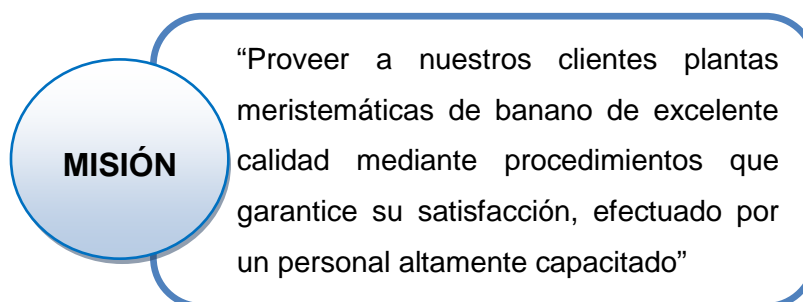 MISIÓN
“Proveer a nuestros clientes plantas
meristemáticas de banano de excelente
calidad mediante procedimientos que
garantice su satisfacción, efectuado por
un personal altamente capacitado”